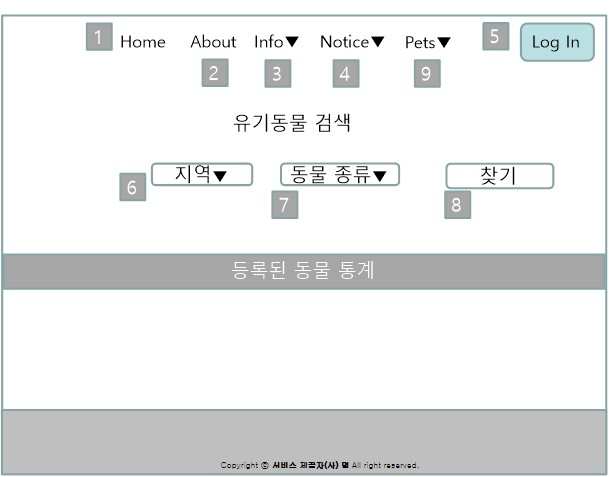 1 Home About Info▼ Notice▼ Pets▼ 5 Log In
2 3 4 9
유기동물 검색
지역▼ 동물 종류▼ 찾기
6 7 8
등록된 동물 통계
Copyright ⓒ 서비스 제공자(사) 명 All right reserved.